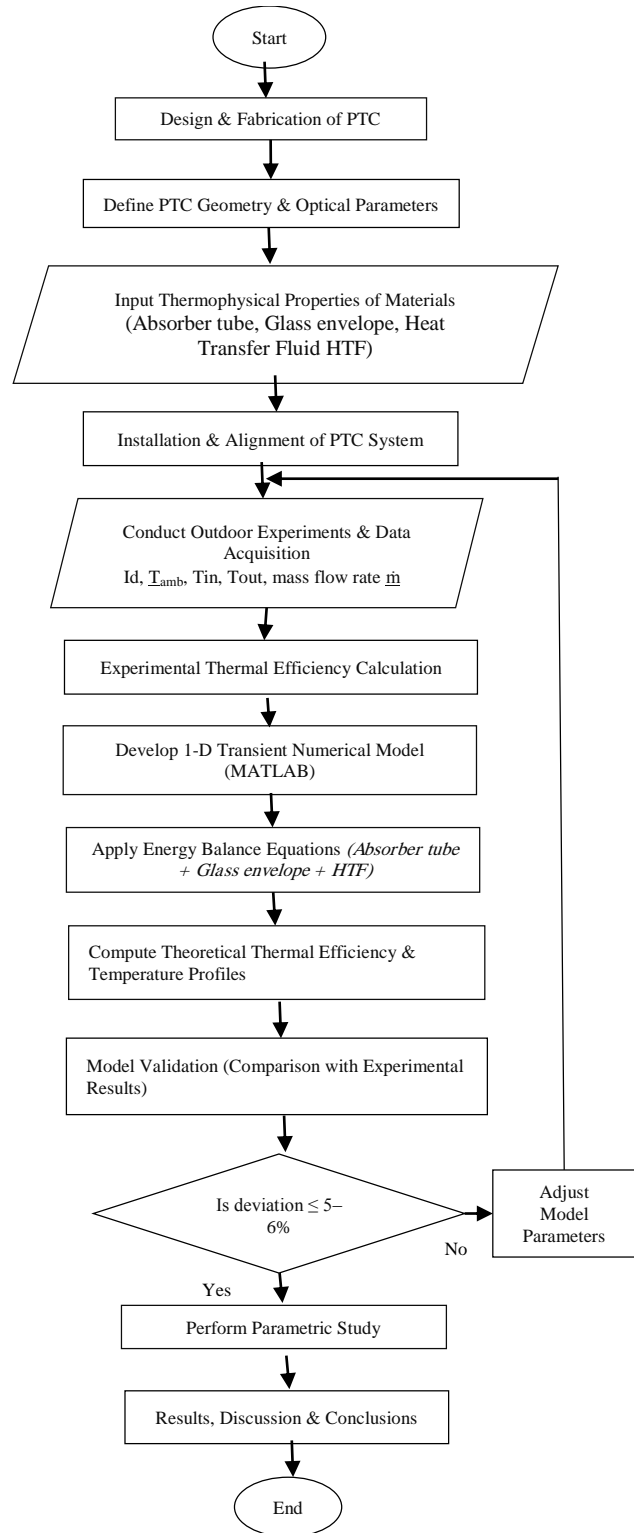 Start
Design & Fabrication of PTC
Define PTC Geometry & Optical Parameters
Input Thermophysical Properties of Materials
(Absorber tube, Glass envelope, Heat
Transfer Fluid HTF)
Installation & Alignment of PTC System
Conduct Outdoor Experiments & Data
Acquisition
Id, Tamb, Tin, Tout, mass flow rate ṁ
Experimental Thermal Efficiency Calculation
Develop 1-D Transient Numerical Model
(MATLAB)
Apply Energy Balance Equations (Absorber tube
+ Glass envelope + HTF)
Compute Theoretical Thermal Efficiency &
Temperature Profiles
Model Validation (Comparison with Experimental
Results)
Is deviation ≤ 5–
6%
No
Adjust
Model
Parameters
Yes
Perform Parametric Study
Results, Discussion & Conclusions
End